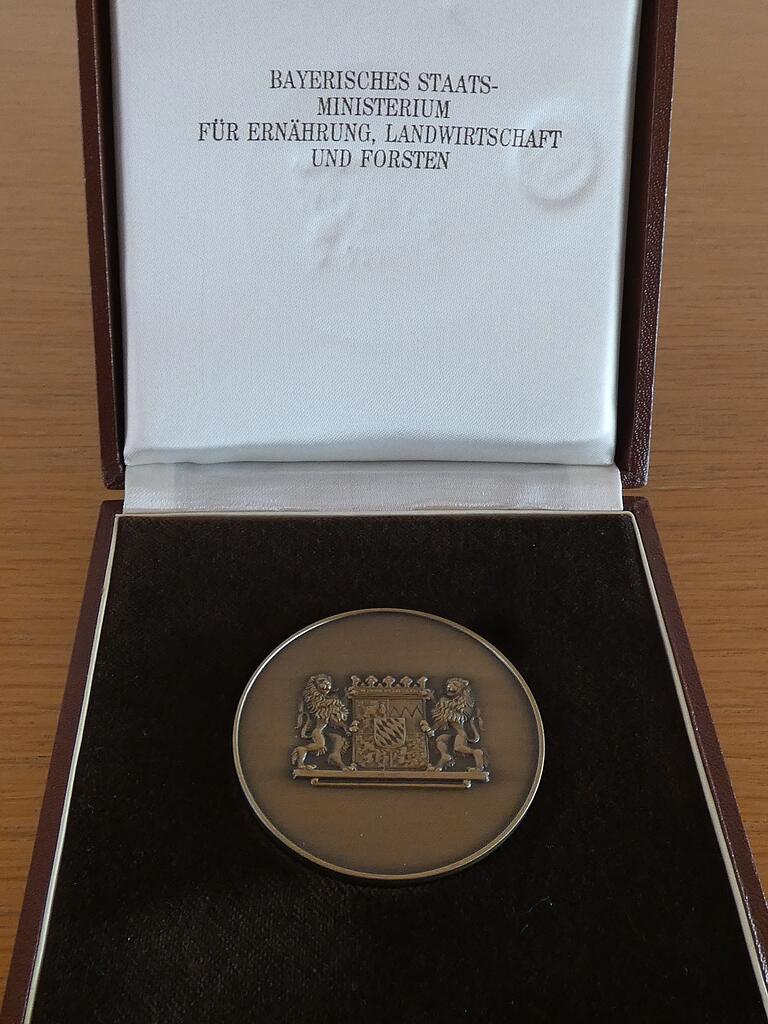 BAYERISCHES STAATS-
MINISTERIUM
FÜR ERNÄHRUNG, LANDWIRTSCHAFT
UND FORSTEN